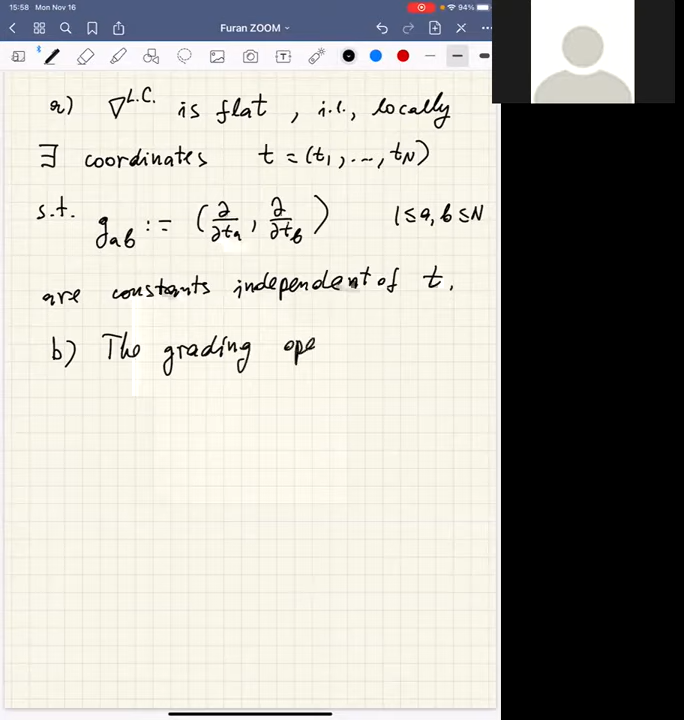 15:58 Mon Nov 16
94%
Furan ZOOM
a) ∇^{L.C.} is flat, i.e., locally
∃ coordinates t = (t₁, ..., t_N)
s.t. g_{ab} := (∂/∂t_a, ∂/∂t_b) 1≤a,b≤N
are constants independent of t.
b) The grading ope